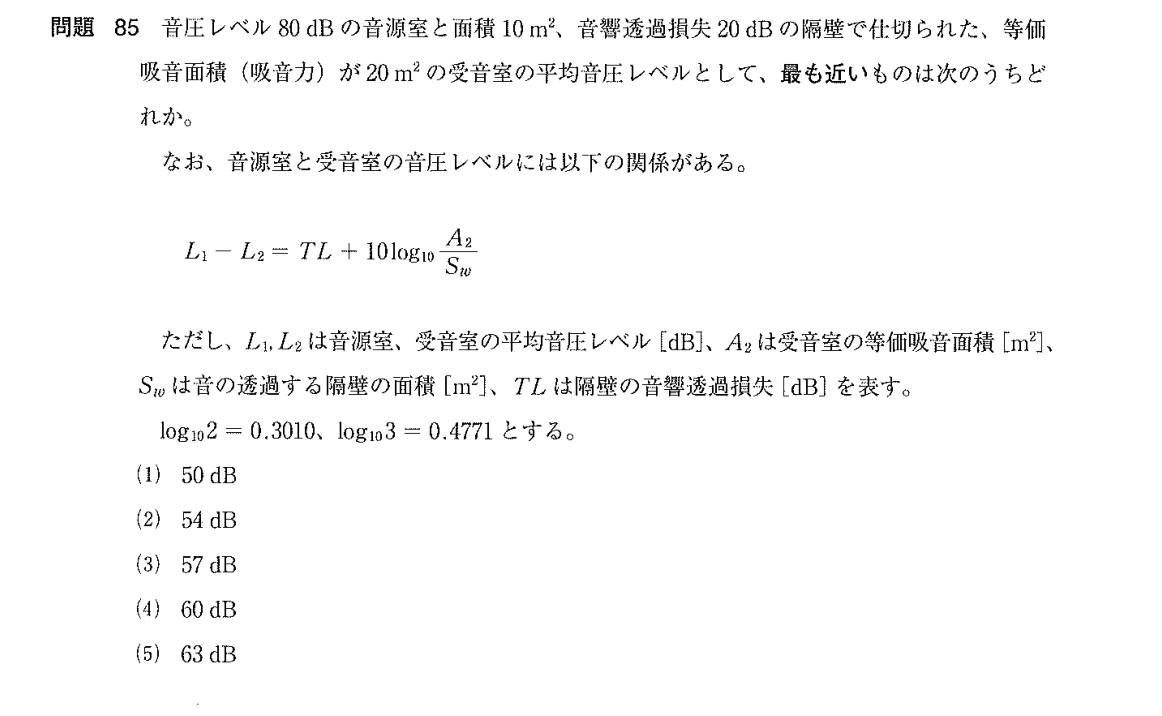 問題 85 音圧レベル 80 dB の音源室と面積 10 m²、音響透過損失 20 dB の隔壁で仕切られた、等価
吸音面積（吸音力）が 20 m² の受音室の平均音圧レベルとして、最も近いものは次のうちど
れか。
なお、音源室と受音室の音圧レベルには以下の関係がある。
L₁ − L₂ = TL + 10 log₁₀ A₂/Sw
ただし、L₁, L₂ は音源室、受音室の平均音圧レベル [dB]、A₂ は受音室の等価吸音面積 [m²]、
Sw は音の透過する隔壁の面積 [m²]、TL は隔壁の音響透過損失 [dB] を表す。
log₁₀2 = 0.3010、log₁₀3 = 0.4771 とする。
(1) 50 dB
(2) 54 dB
(3) 57 dB
(4) 60 dB
(5) 63 dB